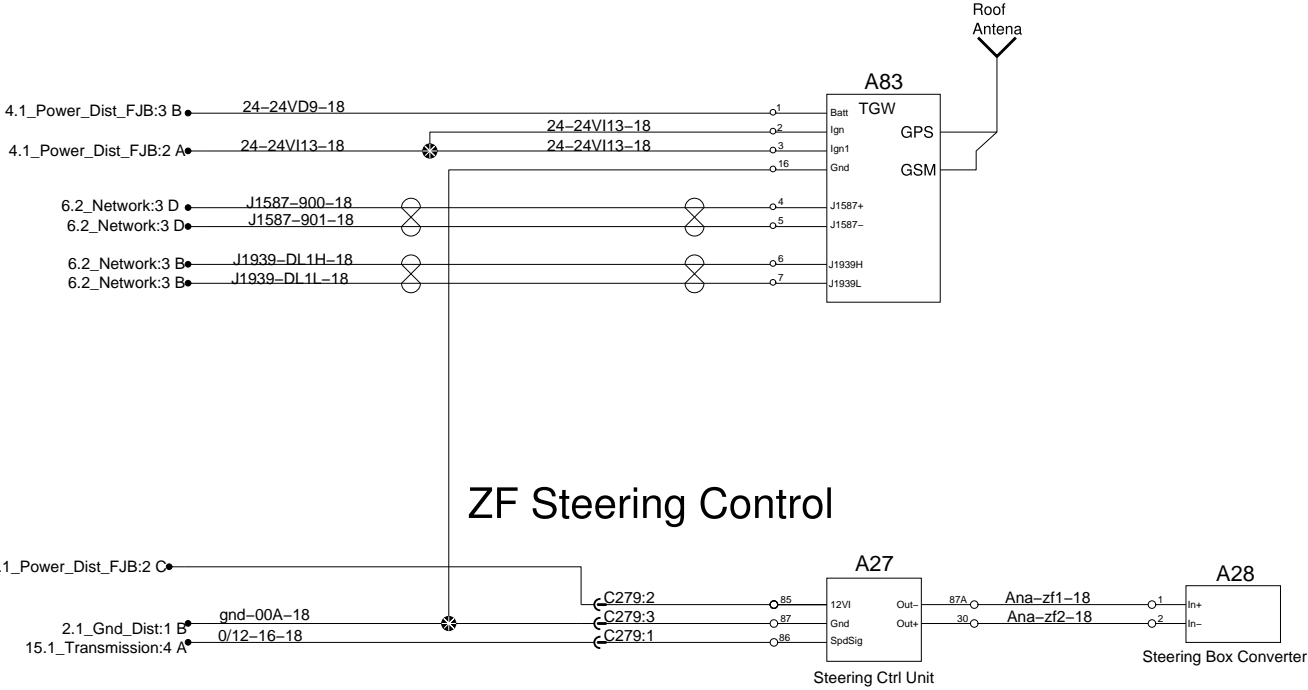 Roof
Antena
A83
4.1_Power_Dist_FJB:3 B 24-24VD9-18 1 Batt TGW
24-24VI13-18 2 Ign GPS
4.1_Power_Dist_FJB:2 A 24-24VI13-18 24-24VI13-18 3 Ign1
16 Gnd GSM
6.2_Network:3 D J1587-900-18 4 J1587+
6.2_Network:3 D J1587-901-18 5 J1587-
6.2_Network:3 B J1939-DL1H-18 6 J1939H
6.2_Network:3 B J1939-DL1L-18 7 J1939L
ZF Steering Control
A27
A28
.1_Power_Dist_FJB:2 C
C279:2 85 12VI Out- 87A Ana-zf1-18 1 In+
2.1_Gnd_Dist:1 B gnd-00A-18 C279:3 87 Gnd Out+ 30 Ana-zf2-18 2 In-
15.1_Transmission:4 A 0/12-16-18 C279:1 86 SpdSig
Steering Box Converter
Steering Ctrl Unit